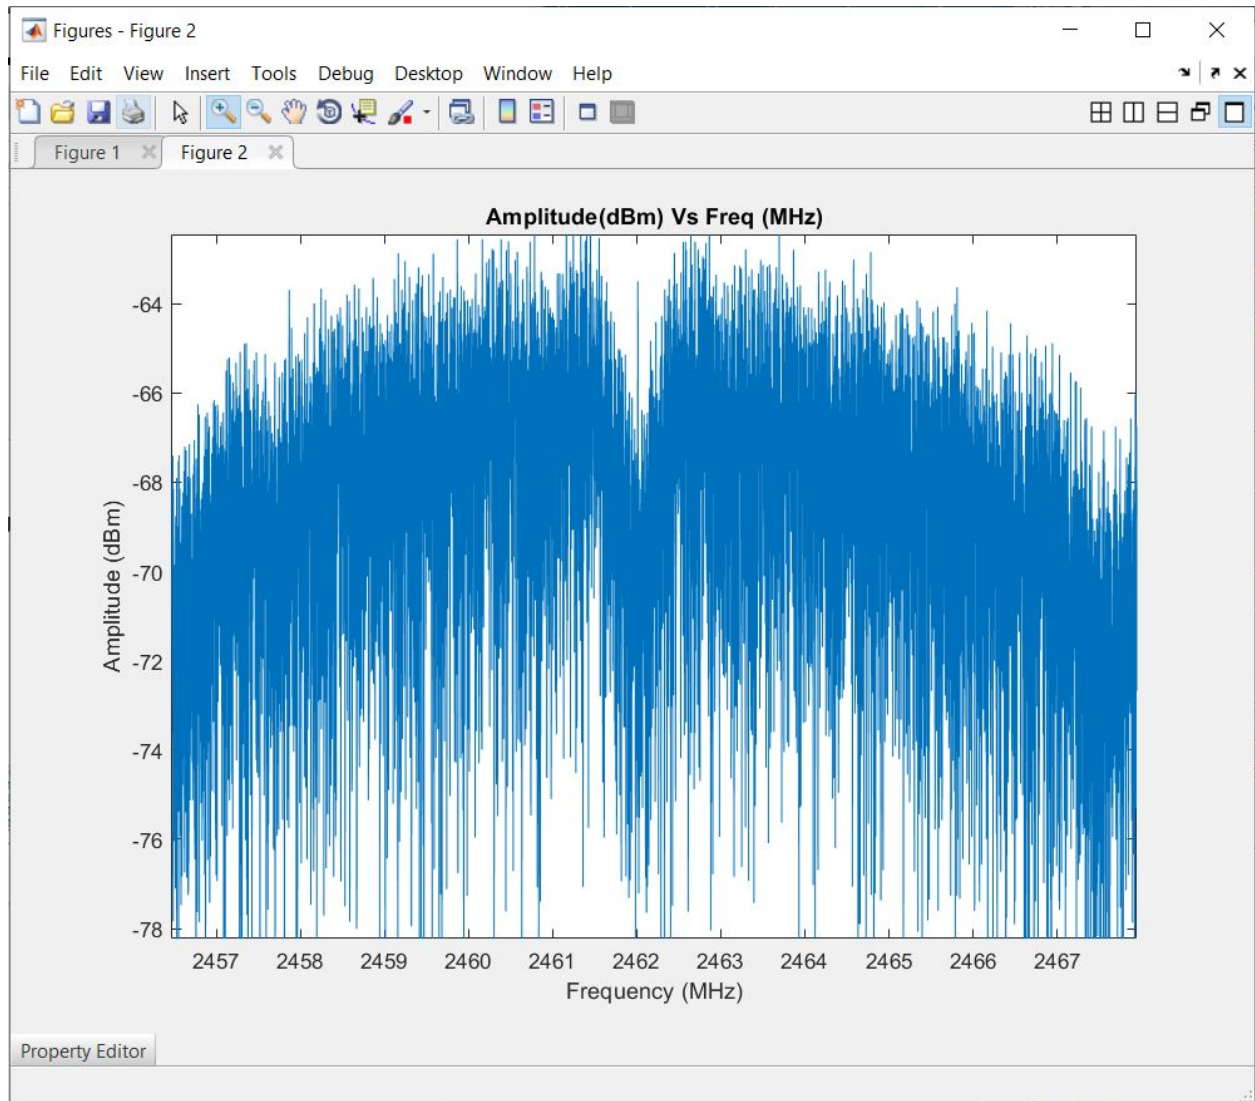 Figures - Figure 2
File Edit View Insert Tools Debug Desktop Window Help
Figure 1 Figure 2
Amplitude(dBm) Vs Freq (MHz)
-64
-66
-68
-70
-72
-74
-76
-78
Amplitude (dBm)
2457 2458 2459 2460 2461 2462 2463 2464 2465 2466 2467
Frequency (MHz)
Property Editor